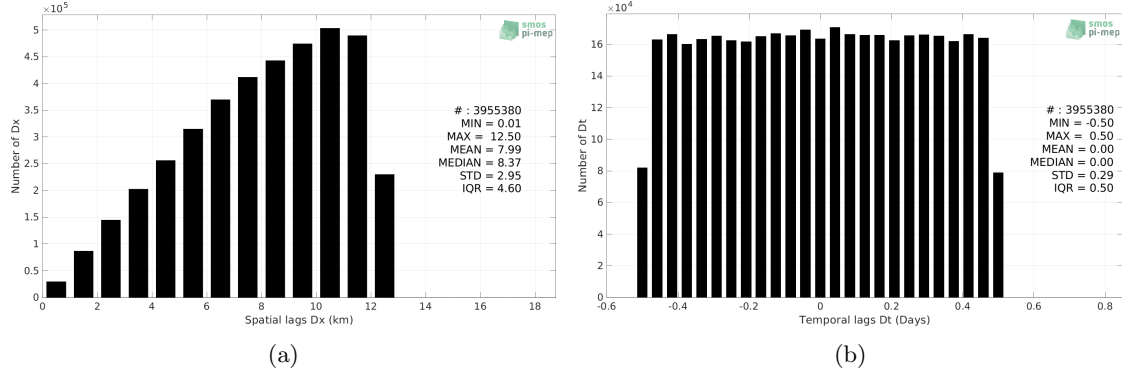 ×10^5
5
4.5
4
3.5
3
2.5
2
1.5
1
0.5
0
Number of Dx
smos
pi-mep
# : 3955380
MIN = 0.01
MAX = 12.50
MEAN = 7.99
MEDIAN = 8.37
STD = 2.95
IQR = 4.60
0 2 4 6 8 10 12 14 16 18
Spatial lags Dx (km)
(a)
×10^4
16
14
12
10
8
6
4
2
0
Number of Dt
smos
pi-mep
# : 3955380
MIN = -0.50
MAX = 0.50
MEAN = 0.00
MEDIAN = 0.00
STD = 0.29
IQR = 0.50
-0.6 -0.4 -0.2 0 0.2 0.4 0.6 0.8
Temporal lags Dt (Days)
(b)